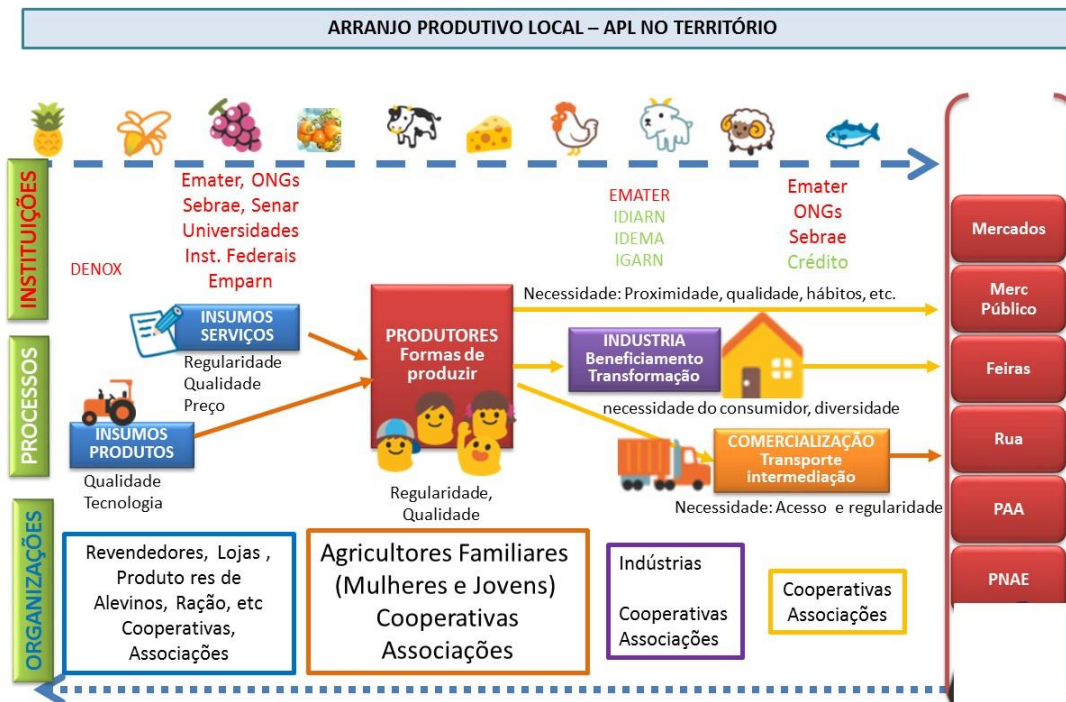 ARRANJO PRODUTIVO LOCAL – APL NO TERRITÓRIO
INSTITUIÇÕES
DENOX
Emater, ONGs
Sebrae, Senar
Universidades
Inst. Federais
Emparn
EMATER
IDIARN
IDEMA
IGARN
Emater
ONGs
Sebrae
Crédito
PROCESSOS
INSUMOS
SERVIÇOS
Regularidade
Qualidade
Preço
INSUMOS
PRODUTOS
Qualidade
Tecnologia
PRODUTORES
Formas de
produzir
Regularidade,
Qualidade
Necessidade: Proximidade, qualidade, hábitos, etc.
INDUSTRIA
Beneficiamento
Transformação
necessidade do consumidor, diversidade
COMERCIALIZAÇÃO
Transporte
intermediação
Necessidade: Acesso e regularidade
ORGANIZAÇÕES
Revendedores, Lojas ,
Produto res de
Alevinos, Ração, etc
Cooperativas,
Associações
Agricultores Familiares
(Mulheres e Jovens)
Cooperativas
Associações
Indústrias
Cooperativas
Associações
Cooperativas
Associações
Mercados
Merc
Público
Feiras
Rua
PAA
PNAE